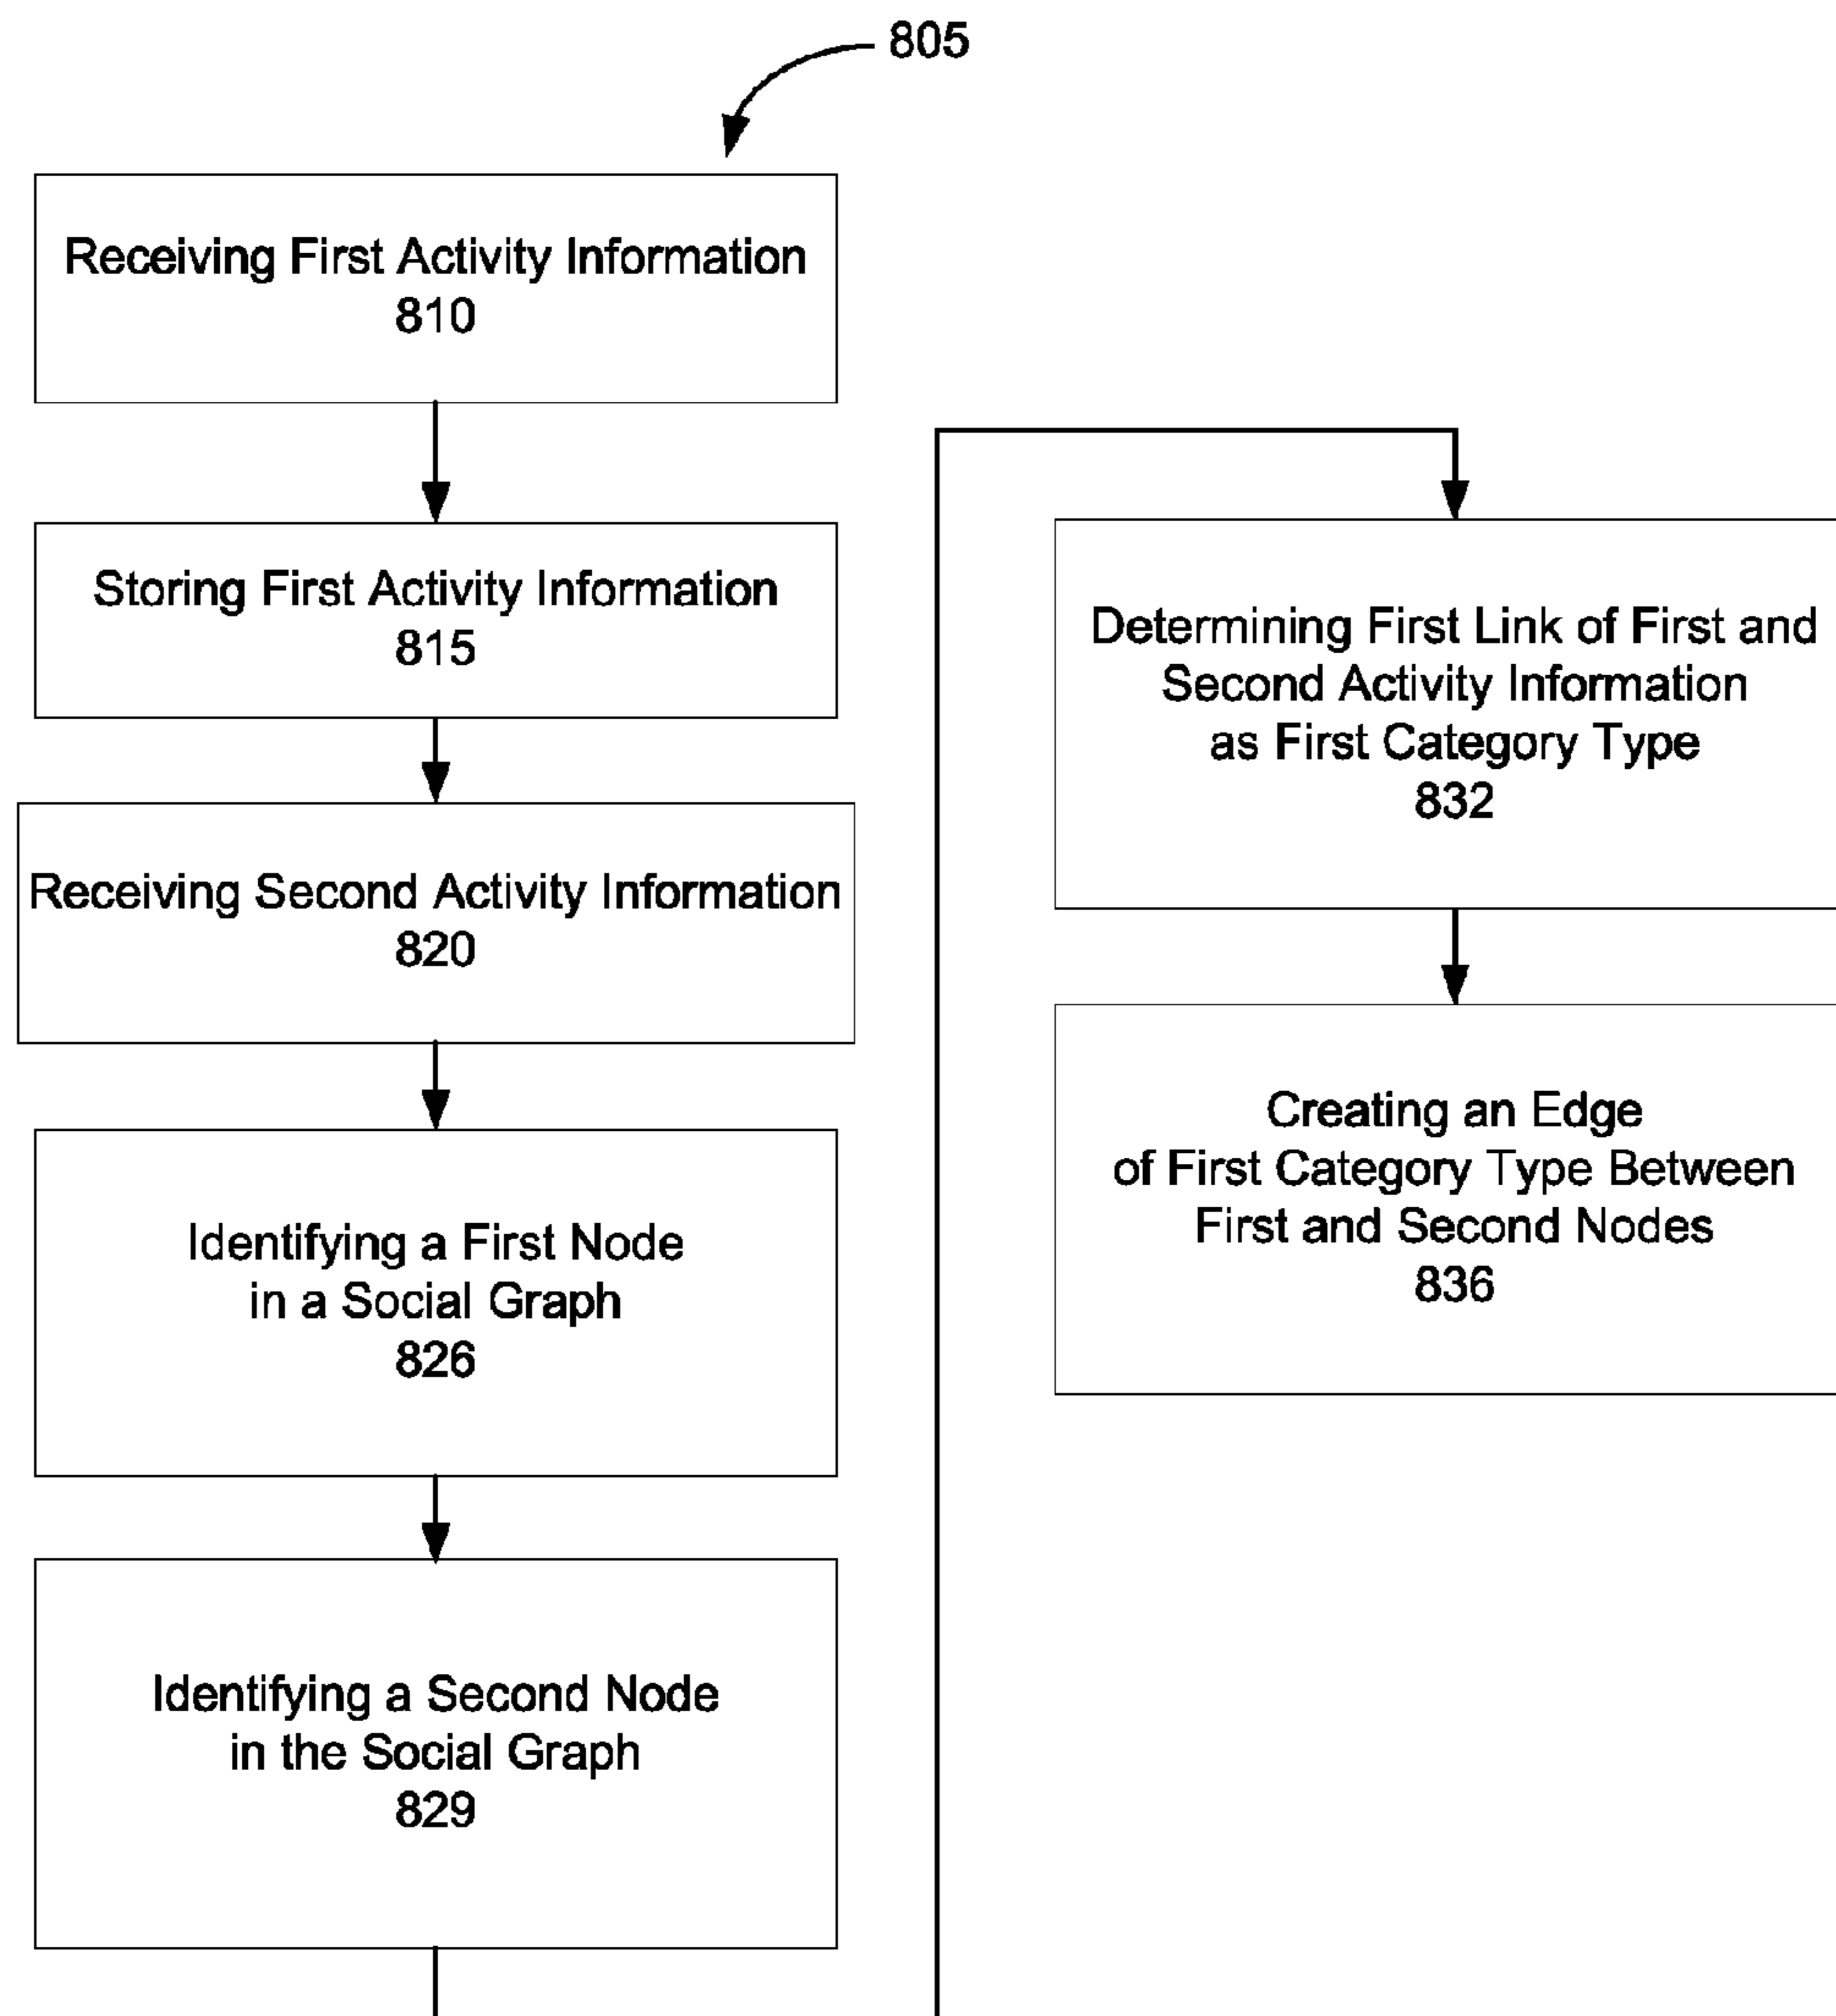 805
Receiving First Activity Information
810
Storing First Activity Information
815
Receiving Second Activity Information
820
Identifying a First Node
in a Social Graph
826
Identifying a Second Node
in the Social Graph
829
Determining First Link of First and
Second Activity Information
as First Category Type
832
Creating an Edge
of First Category Type Between
First and Second Nodes
836